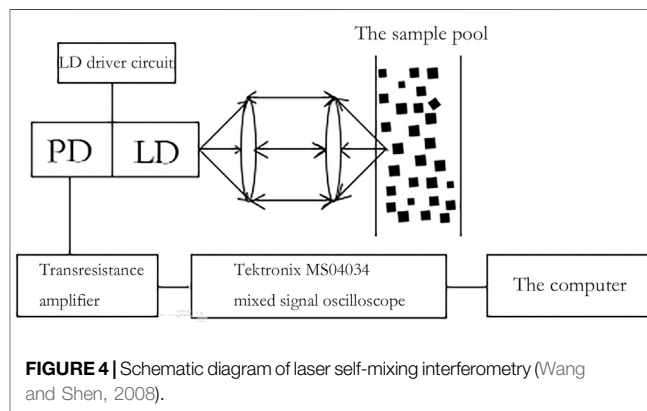 The sample pool
LD driver circuit
PD
LD
Transresistance
amplifier
Tektronix MS04034
mixed signal oscilloscope
The computer
FIGURE 4 | Schematic diagram of laser self-mixing interferometry (Wang
and Shen, 2008).